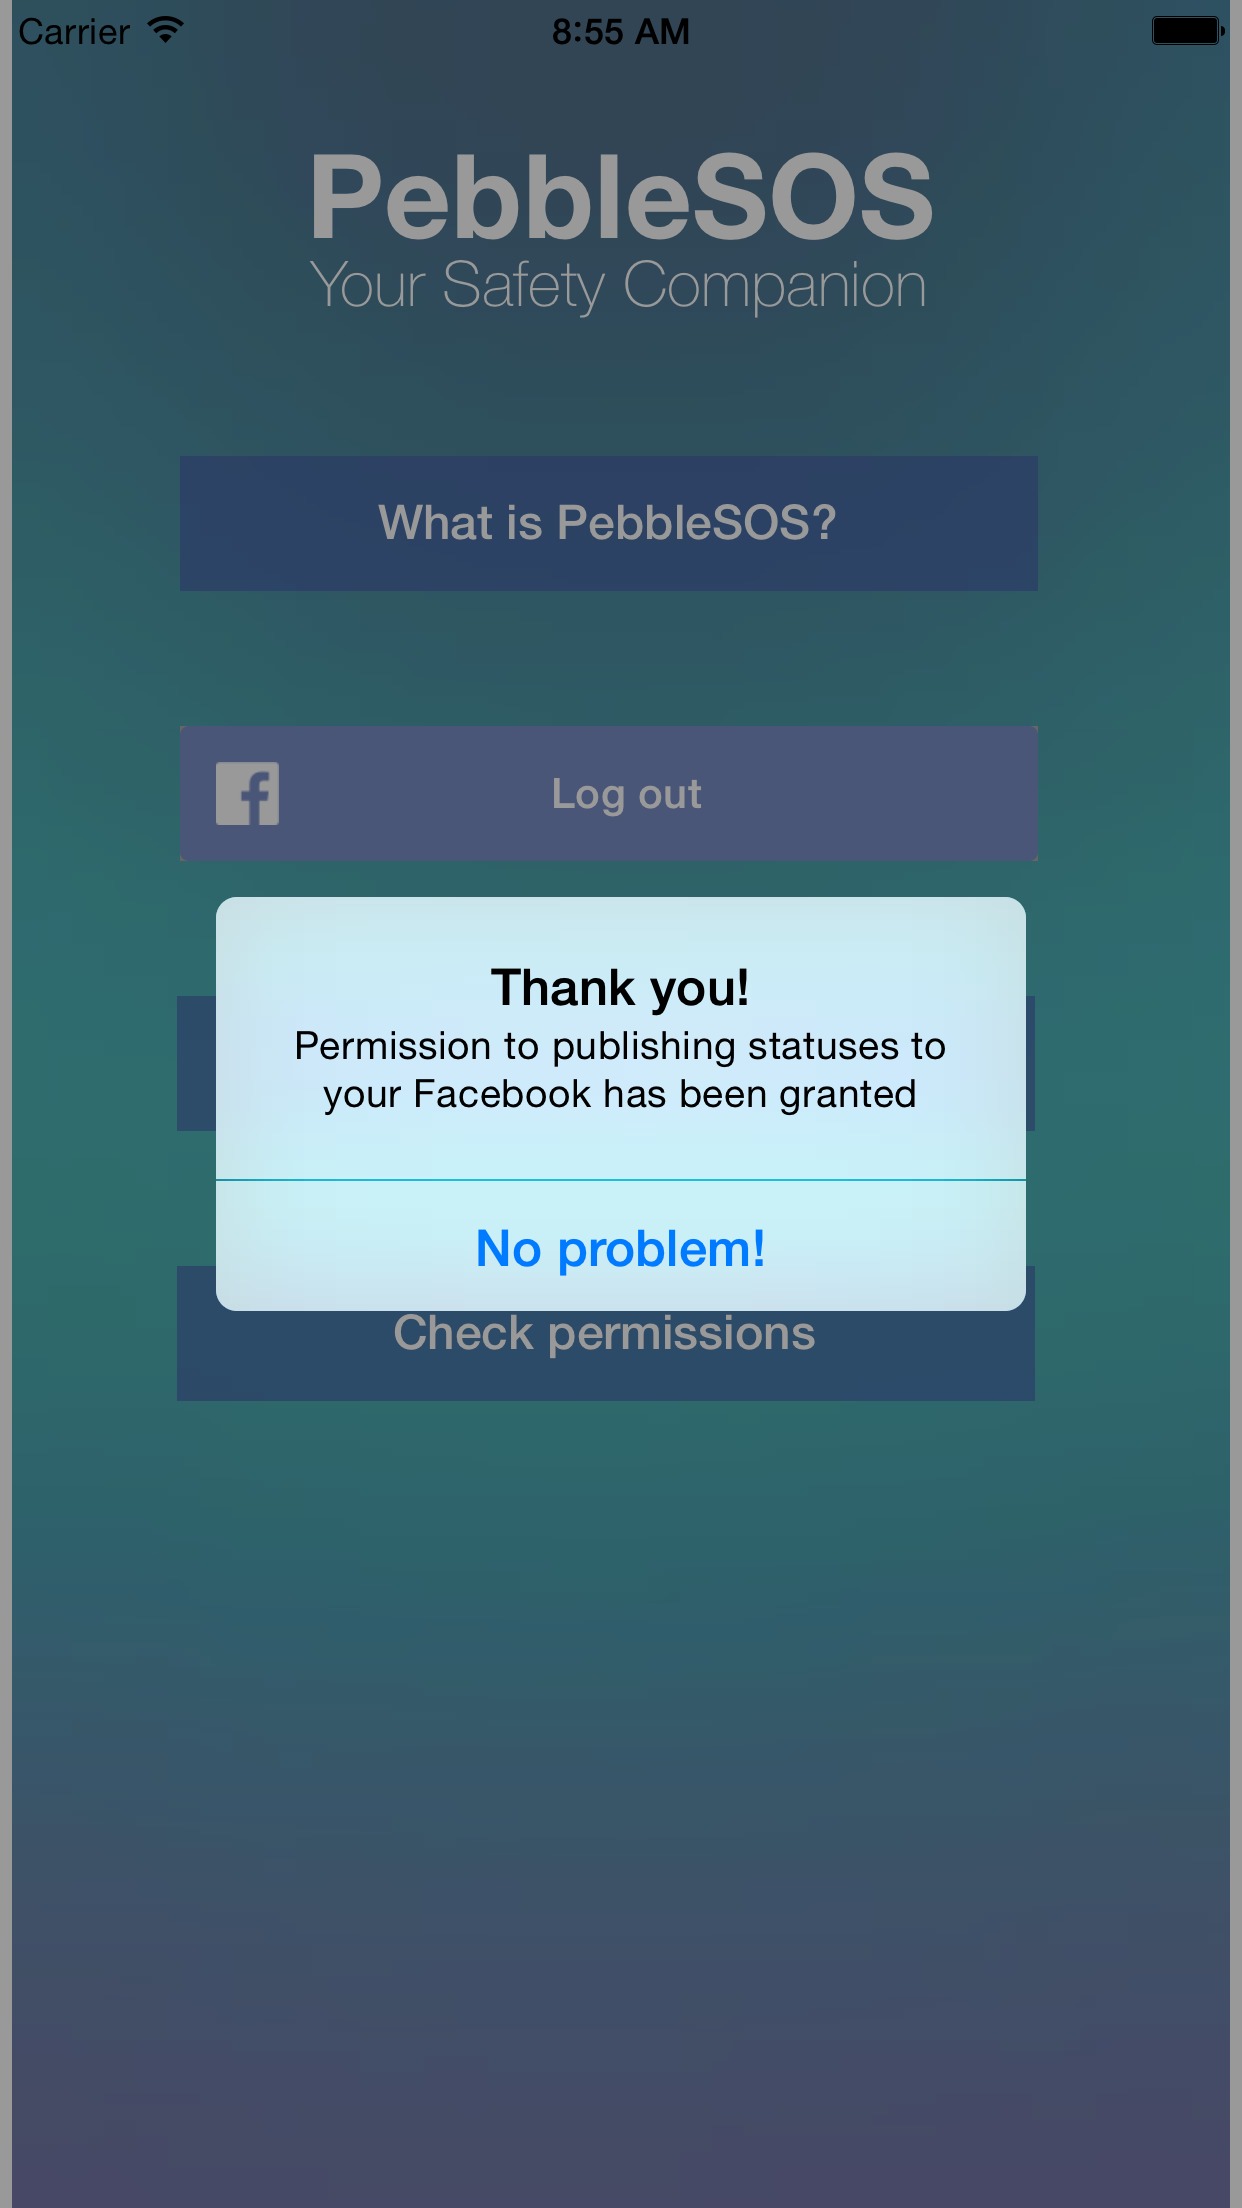 Carrier 8:55 AM
PebbleSOS
Your Safety Companion
What is PebbleSOS?
Log out
Thank you!
Permission to publishing statuses to
your Facebook has been granted
No problem!
Check permissions